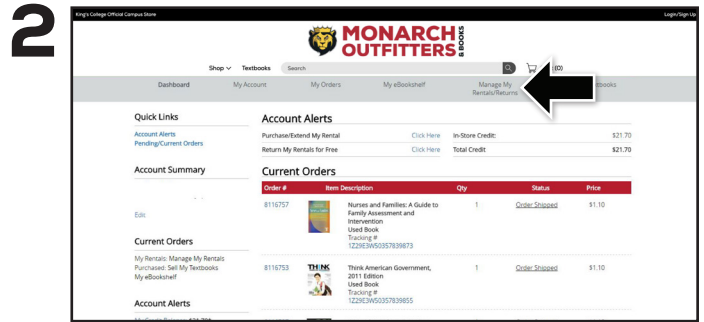 2
King's College Official Campus Store
Login/Sign Up
MONARCH
OUTFITTERS & BOOKS
Shop Textbooks Search (0)
Dashboard My Account My Orders My eBookshelf Manage My
Rentals/Returns
Quick Links
Account Alerts
Pending/Current Orders
Account Summary
Edit
Current Orders
My Rentals: Manage My Rentals
Purchased: Sell My Textbooks
My eBookshelf
Account Alerts
Account Alerts
Purchase/Extend My Rental Click Here In-Store Credit: $21.70
Return My Rentals for Free Click Here Total Credit $21.70
Current Orders
Order # Item Description Qty Status Price
8116757 Nurses and Families: A Guide to 1 Order Shipped $1.10
Family Assessment and
Intervention
Used Book
Tracking #
1Z29E3W50357839873
8116753 THINK Think American Government, 1 Order Shipped $1.10
2011 Edition
Used Book
Tracking #
1Z29E3W50357839855